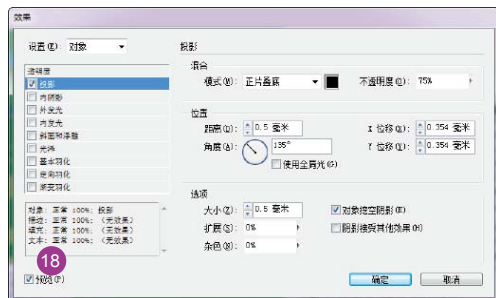 效果
设置(E): 对象
投影
透明度
投影
内阴影
外发光
内发光
斜面和浮雕
光泽
基本羽化
定向羽化
渐变羽化
对象: 正常 100%; 投影
描边: 正常 100%; (无效果)
填充: 正常 100%; (无效果)
文本: 正常 100%; (无效果)
18
预览(P)
混合
模式(M): 正片叠底 不透明度(O): 75%
位置
距离(D): 0.5 毫米 X 位移(X): 0.354 毫米
角度(A): 135° Y 位移(Y): 0.354 毫米
使用全局光(G)
选项
大小(Z): 0.5 毫米 对象挖空阴影(K)
扩展(S): 0% 阴影接受其他效果(H)
杂色(N): 0%
确定 取消